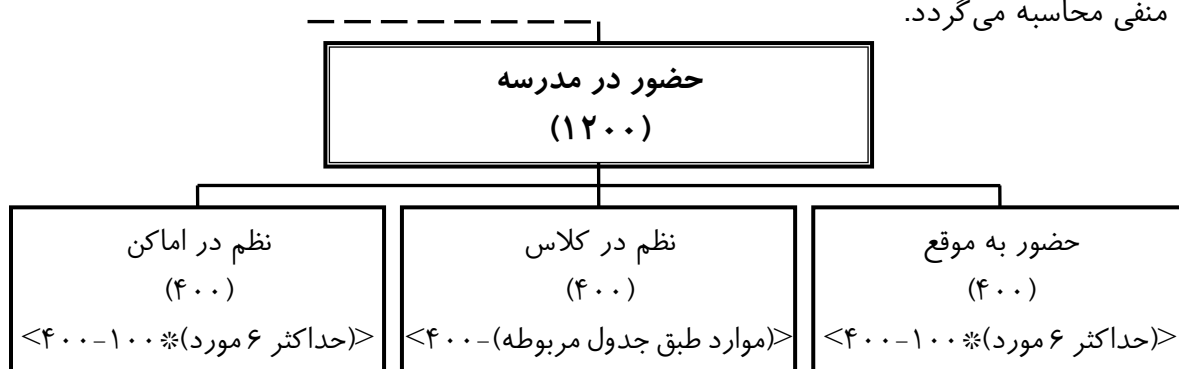 منفی محاسبه می‌گردد.
حضور در مدرسه
(۱۲۰۰)
حضور به موقع
(۴۰۰)
<(حداکثر ۶ مورد)*۱۰۰-۴۰۰>
نظم در کلاس
(۴۰۰)
<(موارد طبق جدول مربوطه)-۴۰۰>
نظم در اماکن
(۴۰۰)
<(حداکثر ۶ مورد)*۱۰۰-۴۰۰>